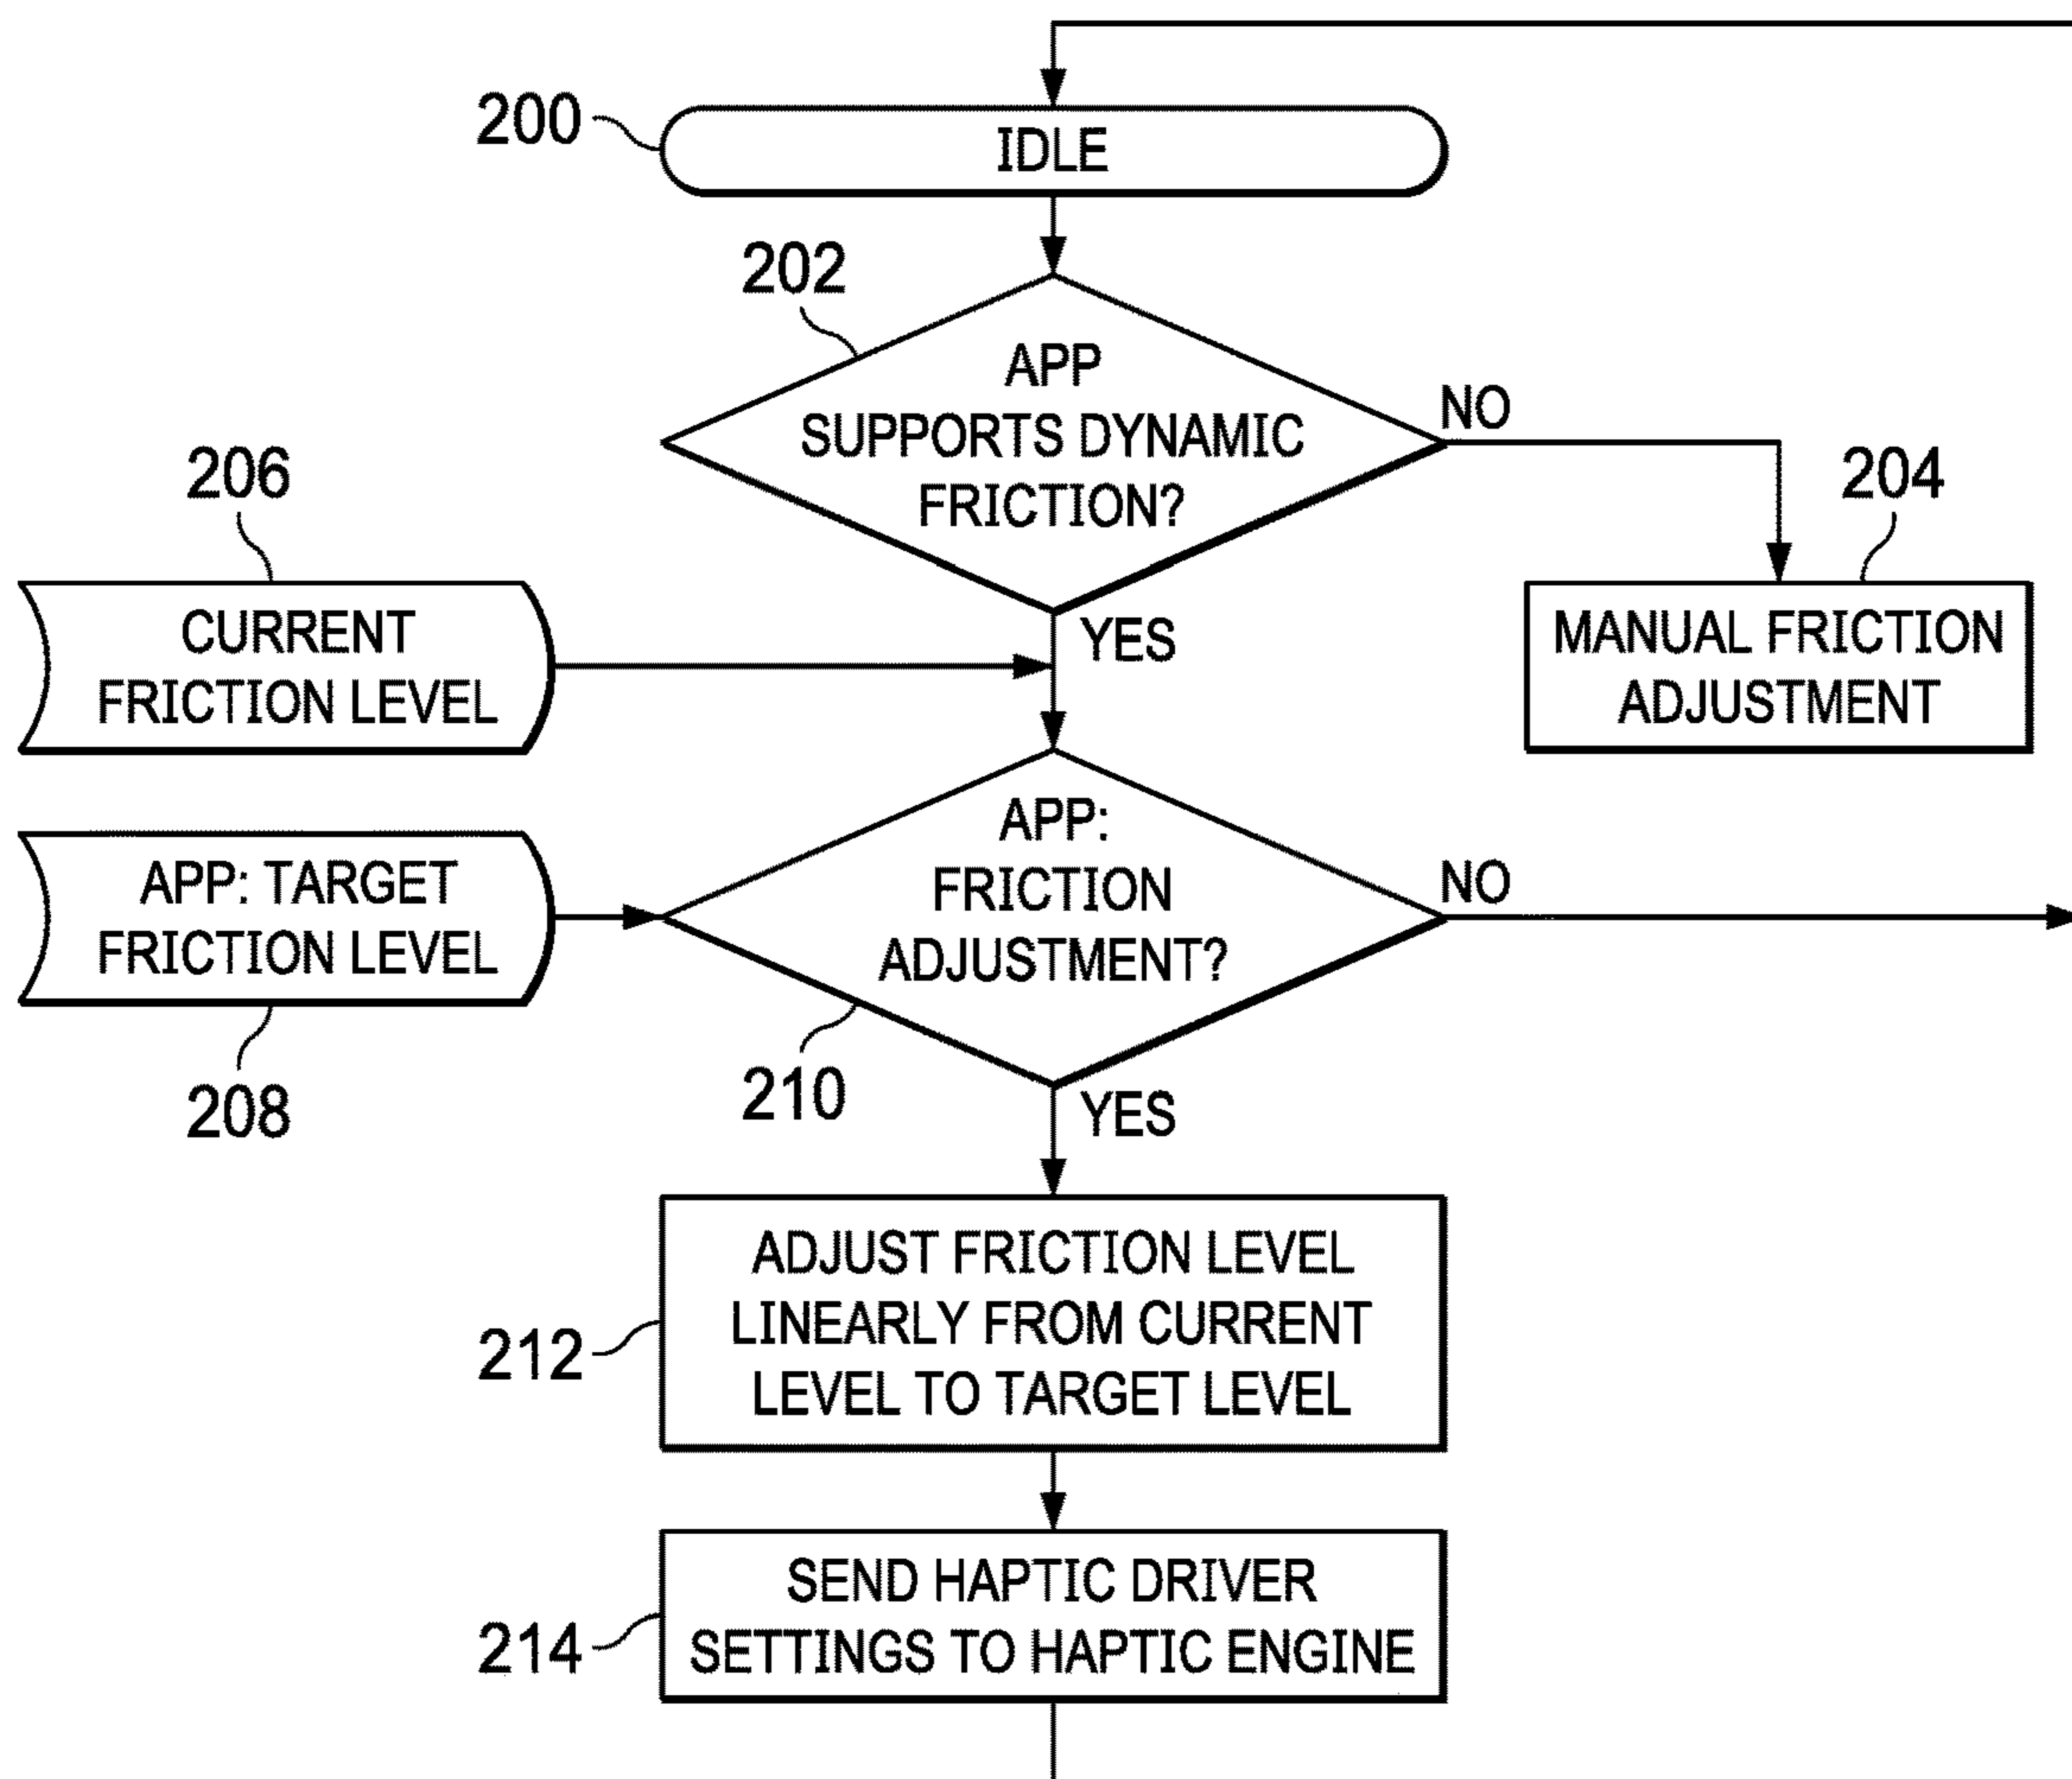 200
IDLE
202
APP
SUPPORTS DYNAMIC
FRICTION?
NO
204
MANUAL FRICTION
ADJUSTMENT
206
CURRENT
FRICTION LEVEL
YES
APP: TARGET
FRICTION LEVEL
208
APP:
FRICTION
ADJUSTMENT?
NO
210
YES
212
ADJUST FRICTION LEVEL
LINEARLY FROM CURRENT
LEVEL TO TARGET LEVEL
214
SEND HAPTIC DRIVER
SETTINGS TO HAPTIC ENGINE